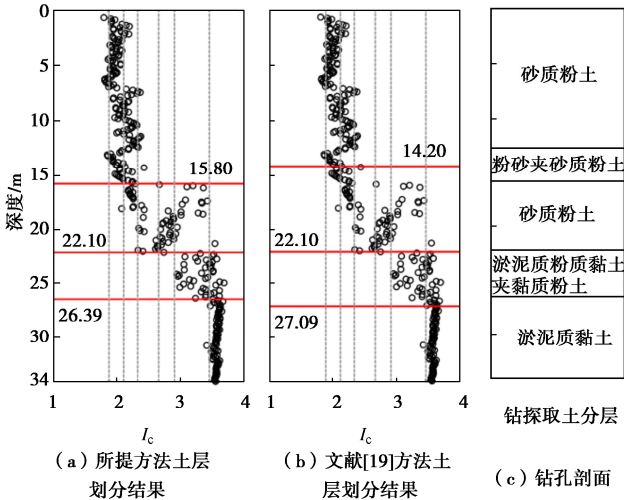 0
5
10
15
20
25
30
34
深度/m
15.80
22.10
26.39
1 2 3 4
I_c
(a) 所提方法土层
划分结果
14.20
22.10
27.09
1 2 3 4
I_c
(b) 文献[19]方法土
层划分结果
砂质粉土
粉砂夹砂质粉土
砂质粉土
淤泥质粉质黏土
夹黏质粉土
淤泥质黏土
钻探取土分层
(c) 钻孔剖面